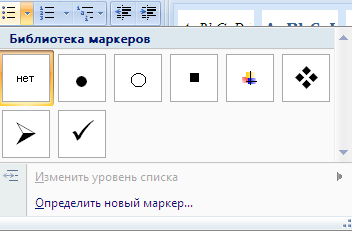 Библиотека маркеров
нет
Изменить уровень списка
Определить новый маркер...